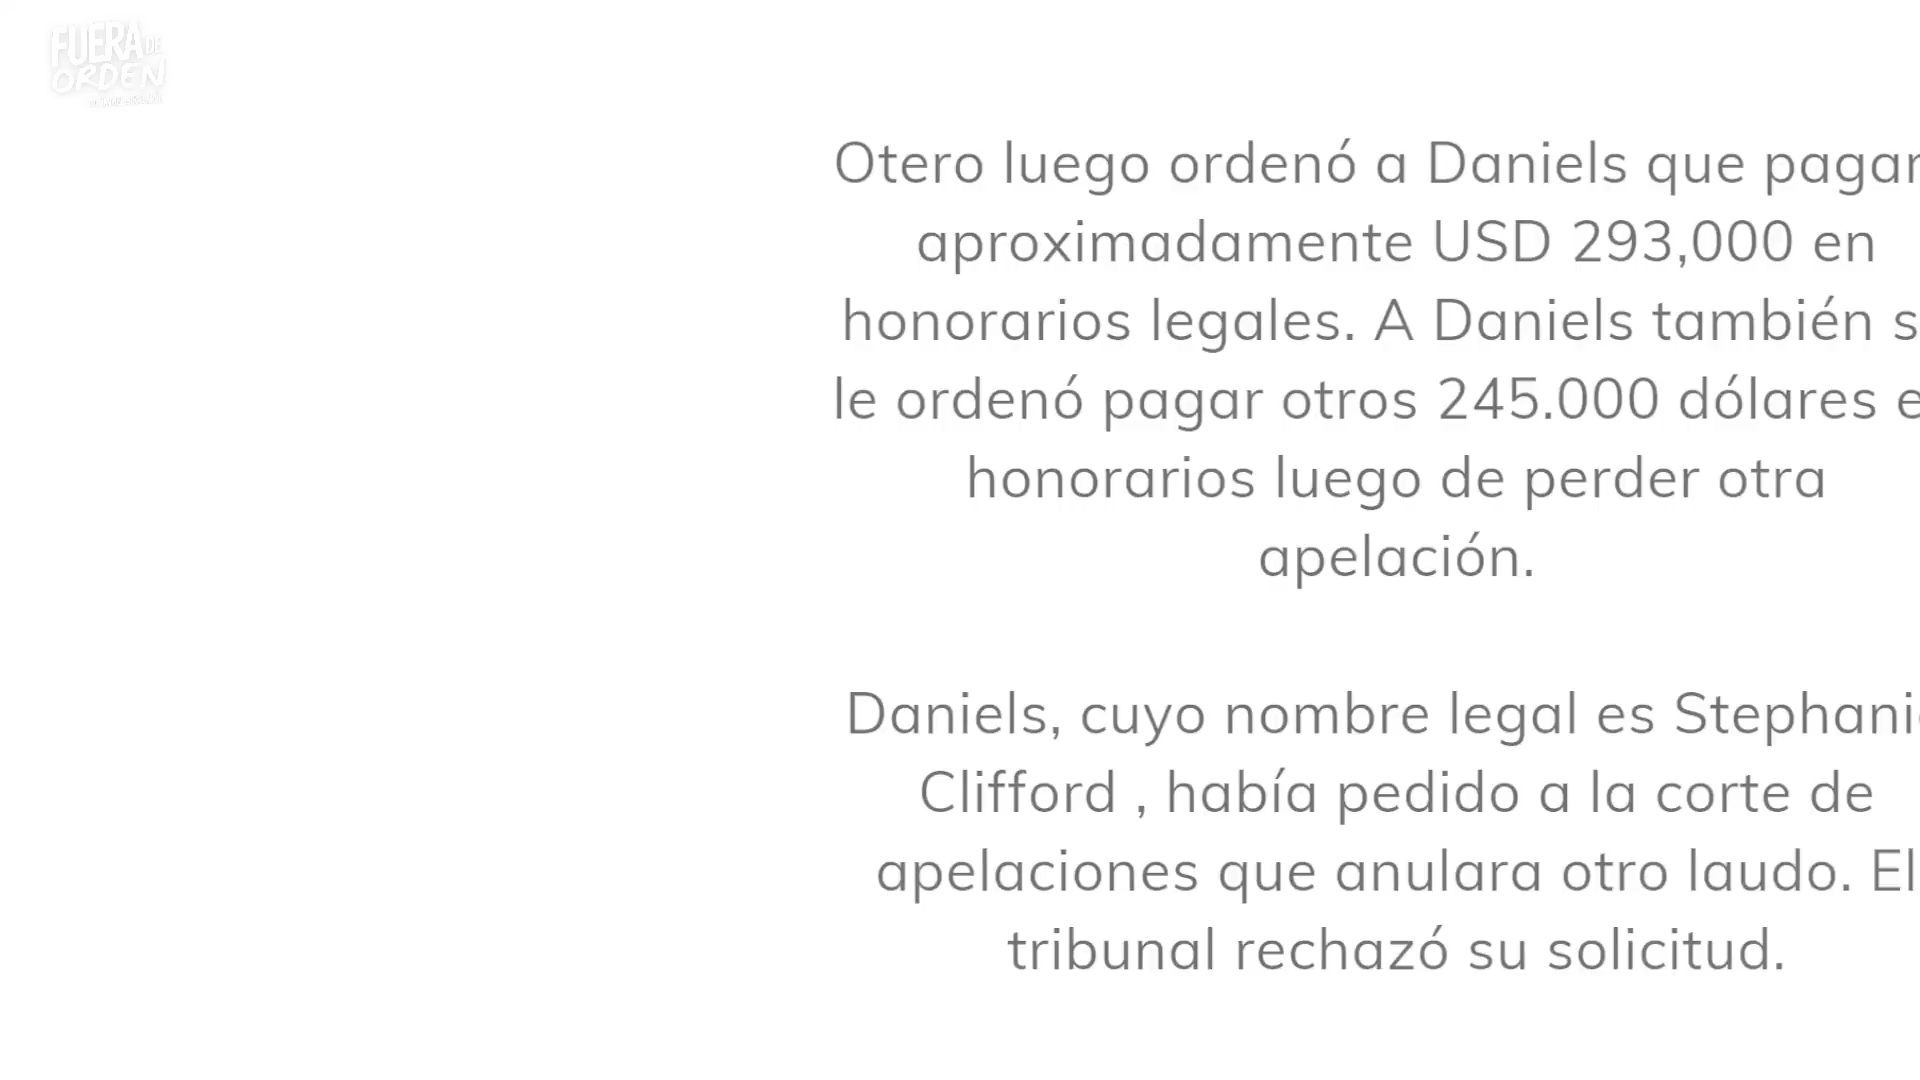 FUERA DE
ORDEN
Otero luego ordenó a Daniels que pagar
aproximadamente USD 293,000 en
honorarios legales. A Daniels también s
le ordenó pagar otros 245.000 dólares e
honorarios luego de perder otra
apelación.
Daniels, cuyo nombre legal es Stephanie
Clifford , había pedido a la corte de
apelaciones que anulara otro laudo. El
tribunal rechazó su solicitud.